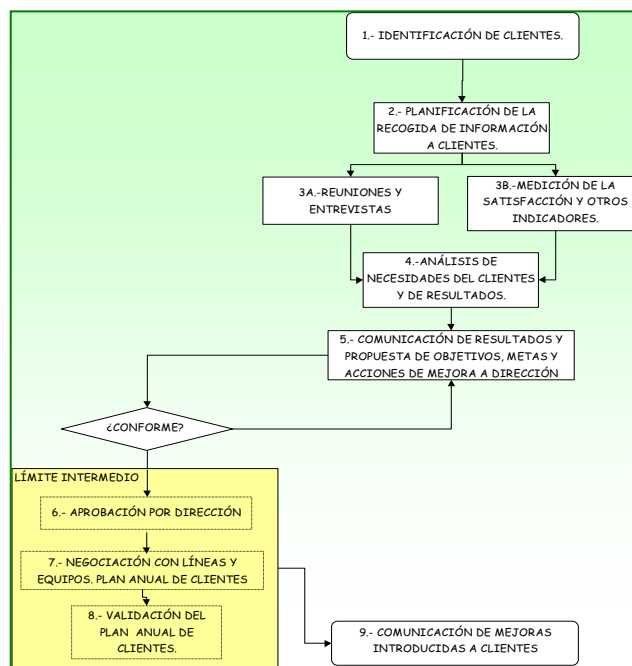 1.- IDENTIFICACIÓN DE CLIENTES.
2.- PLANIFICACIÓN DE LA
RECOGIDA DE INFORMACIÓN
A CLIENTES.
3A.-REUNIONES Y
ENTREVISTAS
3B.-MEDICIÓN DE LA
SATISFACCIÓN Y OTROS
INDICADORES.
4.-ANÁLISIS DE
NECESIDADES DEL CLIENTES
Y DE RESULTADOS.
5.- COMUNICACIÓN DE RESULTADOS Y
PROPUESTA DE OBJETIVOS, METAS Y
ACCIONES DE MEJORA A DIRECCIÓN
¿CONFORME?
LÍMITE INTERMEDIO
6.- APROBACIÓN POR DIRECCIÓN
7.- NEGOCIACIÓN CON LÍNEAS Y
EQUIPOS. PLAN ANUAL DE CLIENTES
8.- VALIDACIÓN DEL
PLAN ANUAL DE
CLIENTES.
9.- COMUNICACIÓN DE MEJORAS
INTRODUCIDAS A CLIENTES